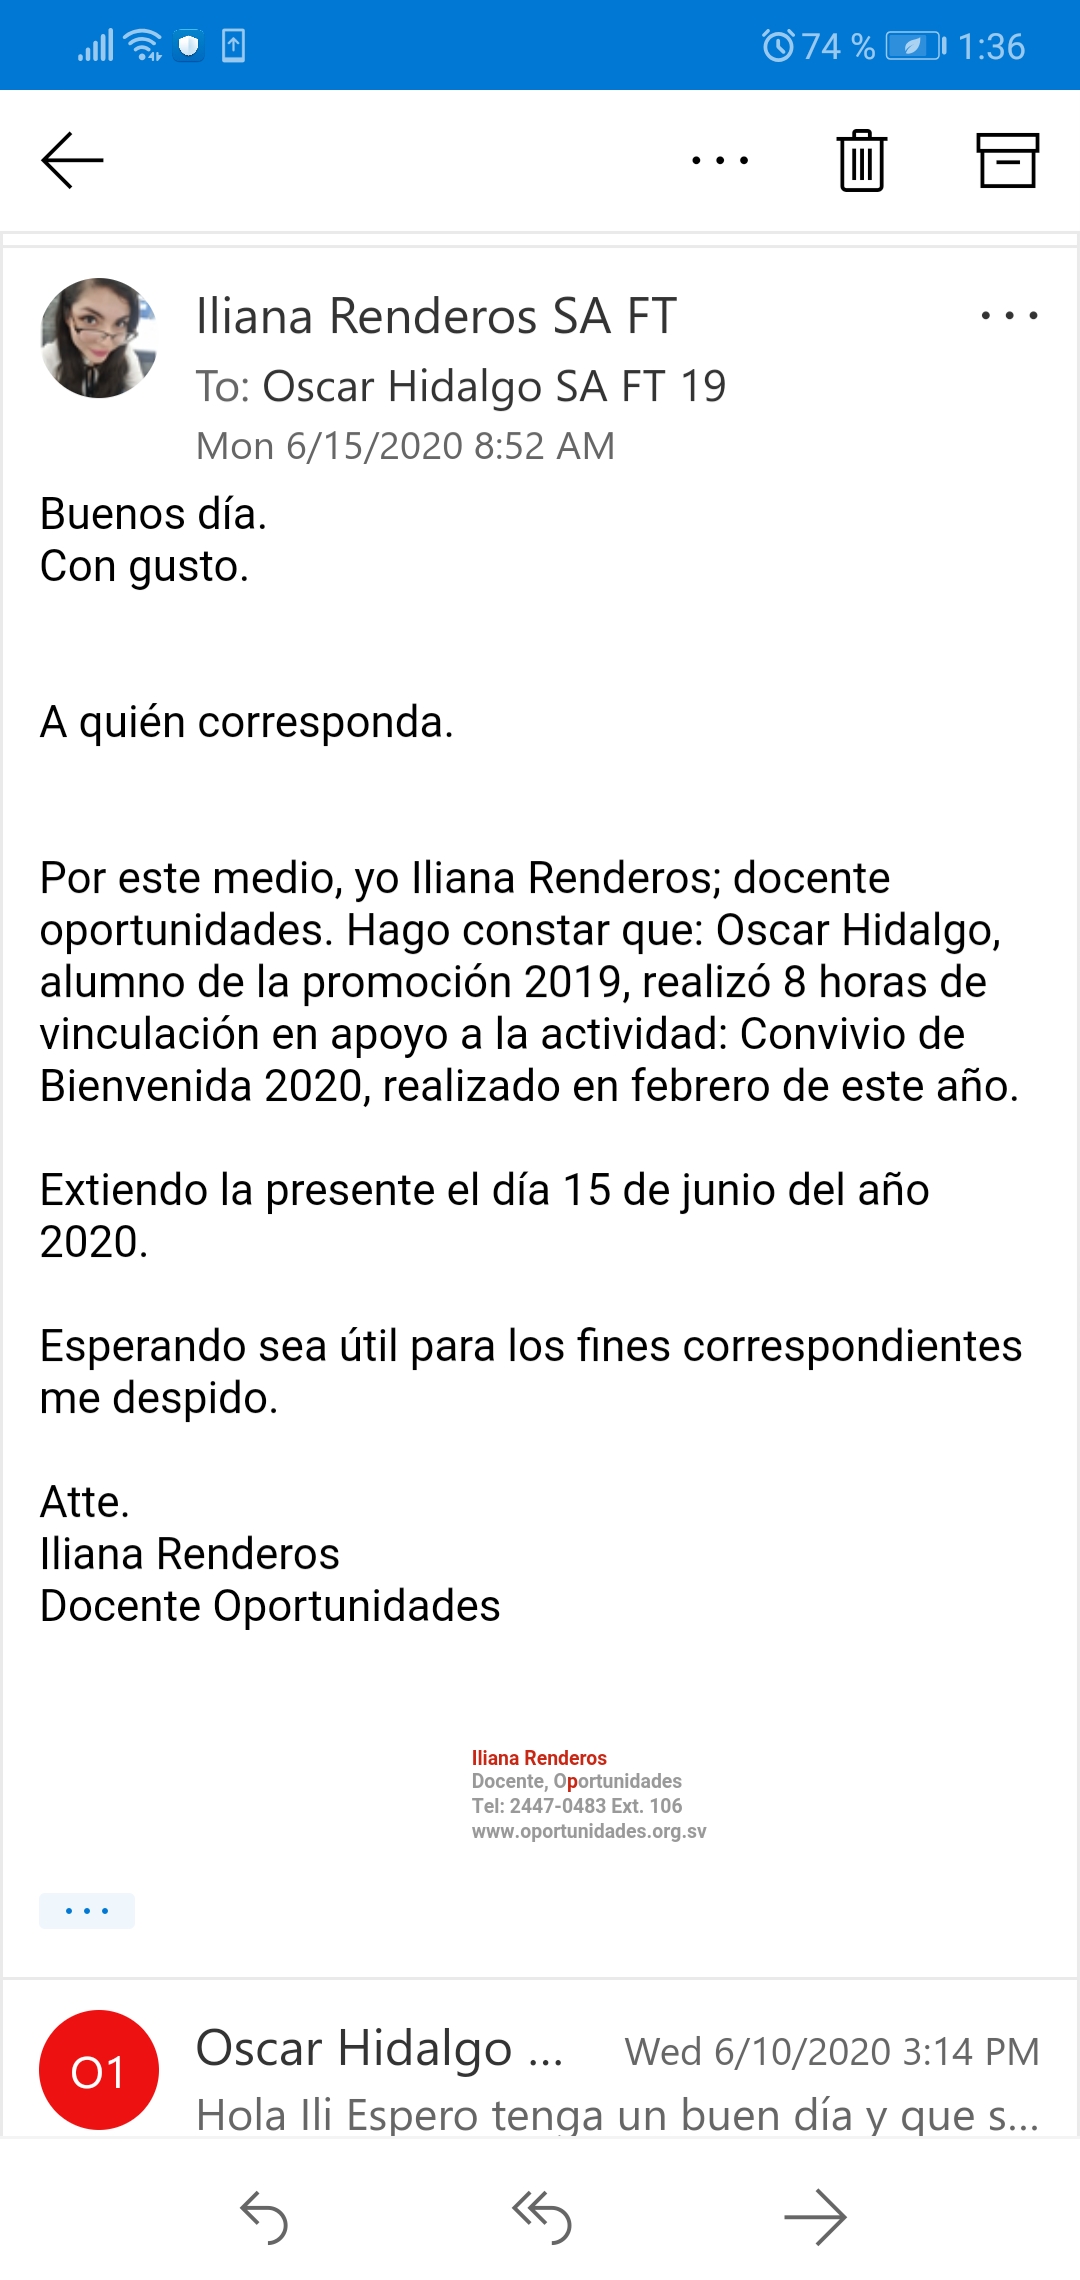 74 % 1:36
Iliana Renderos SA FT
To: Oscar Hidalgo SA FT 19
Mon 6/15/2020 8:52 AM
Buenos día.
Con gusto.
A quién corresponda.
Por este medio, yo Iliana Renderos; docente
oportunidades. Hago constar que: Oscar Hidalgo,
alumno de la promoción 2019, realizó 8 horas de
vinculación en apoyo a la actividad: Convivio de
Bienvenida 2020, realizado en febrero de este año.
Extiendo la presente el día 15 de junio del año
2020.
Esperando sea útil para los fines correspondientes
me despido.
Atte.
Iliana Renderos
Docente Oportunidades
Iliana Renderos
Docente, Oportunidades
Tel: 2447-0483 Ext. 106
www.oportunidades.org.sv
O1
Oscar Hidalgo ... Wed 6/10/2020 3:14 PM
Hola Ili Espero tenga un buen día y que s...